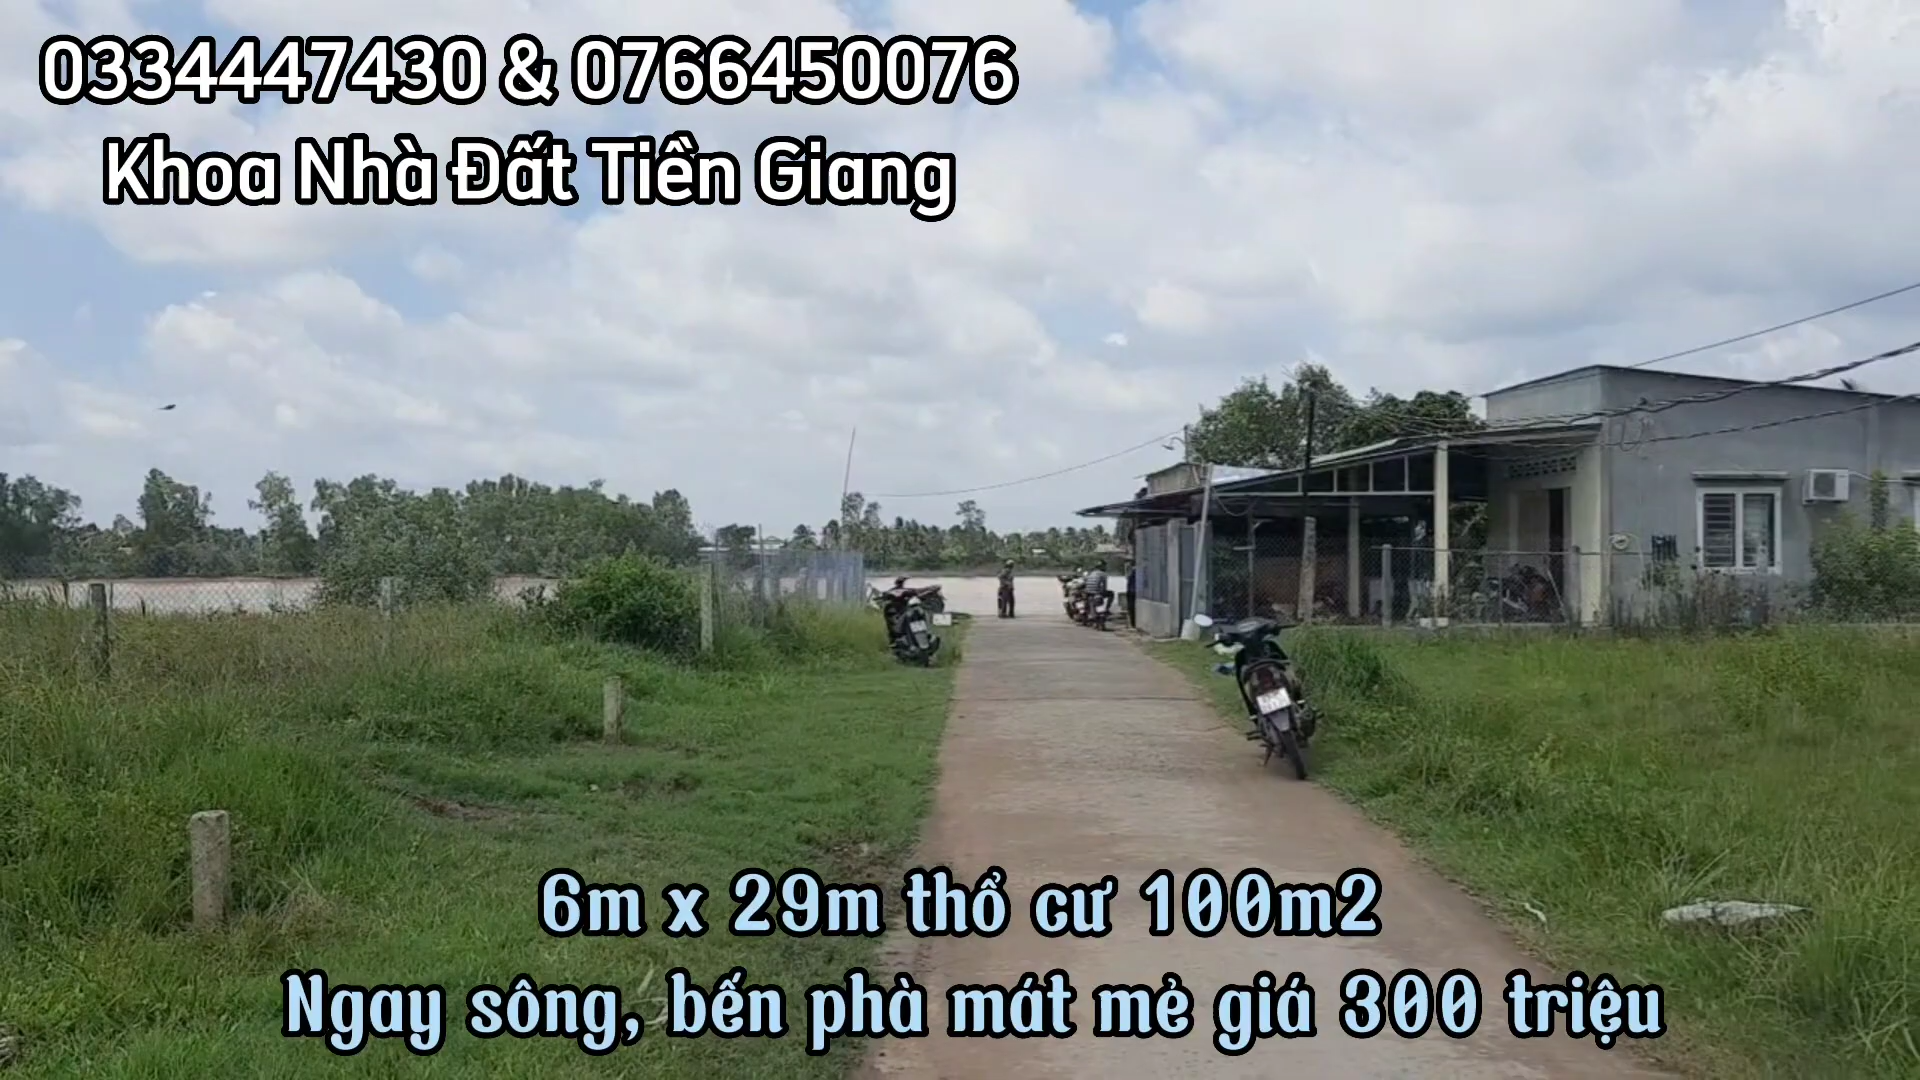 0334447430 & 0766450076
Khoa Nhà Đất Tiền Giang
6m x 29m thổ cư 100m2
Ngay sông, bến phà mát mẻ giá 300 triệu